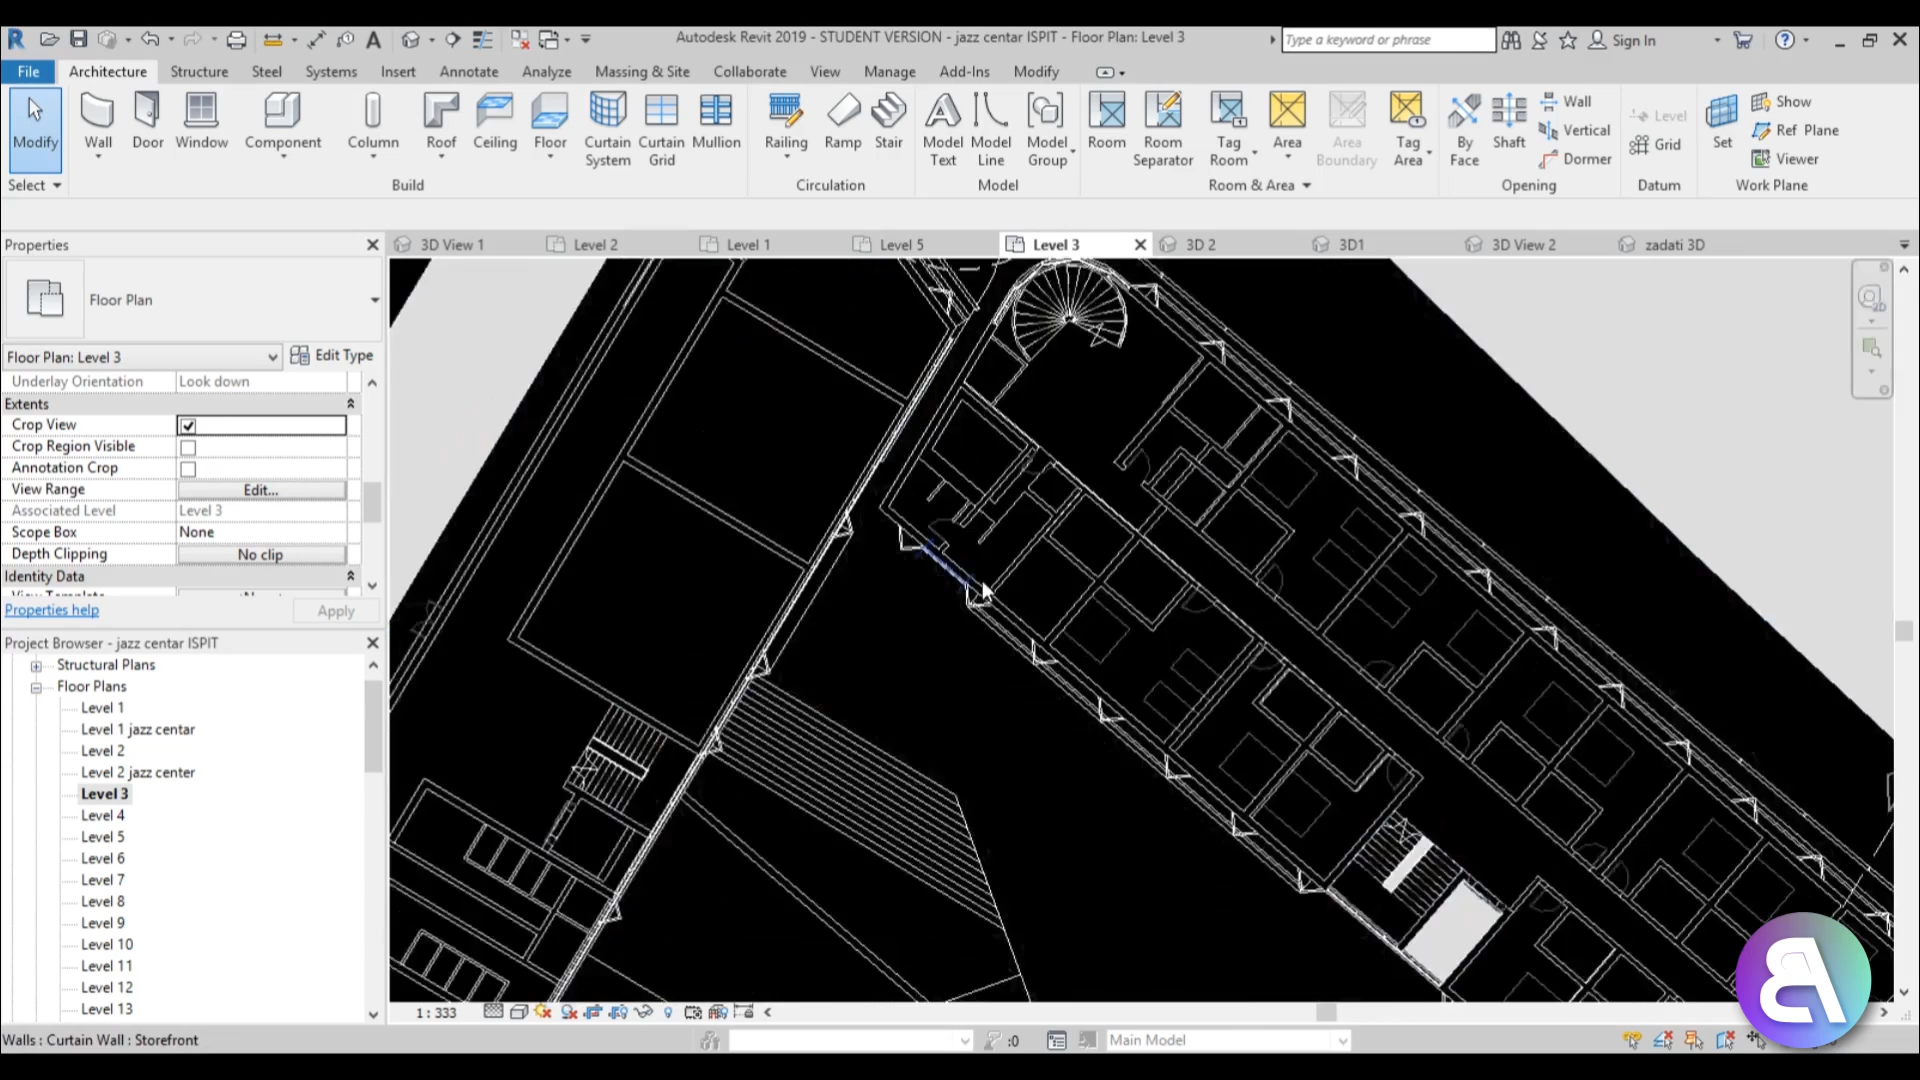 Autodesk Revit 2019 - STUDENT VERSION - jazz centar ISPIT - Floor Plan: Level 3
Type a keyword or phrase
Sign In
File Architecture Structure Steel Systems Insert Annotate Analyze Massing & Site Collaborate View Manage Add-Ins Modify
Modify
Wall
Door
Window
Component
Column
Roof
Ceiling
Floor
Curtain System
Curtain Grid
Mullion
Railing
Ramp
Stair
Model Text
Model Line
Model Group
Room
Room Separator
Tag Room
Area
Area Boundary
Tag Area
By Face
Shaft
Wall
Vertical
Dormer
Level
Grid
Set
Show
Ref Plane
Viewer
Select
Build
Circulation
Model
Room & Area
Opening
Datum
Work Plane
Properties
3D View 1
Level 2
Level 1
Level 5
Level 3
3D 2
3D1
3D View 2
zadati 3D
Floor Plan
Floor Plan: Level 3
Edit Type
Underlay Orientation Look down
Extents
Crop View
Crop Region Visible
Annotation Crop
View Range Edit...
Associated Level Level 3
Scope Box None
Depth Clipping No clip
Identity Data
Properties help
Apply
Project Browser - jazz centar ISPIT
Structural Plans
Floor Plans
Level 1
Level 1 jazz centar
Level 2
Level 2 jazz center
Level 3
Level 4
Level 5
Level 6
Level 7
Level 8
Level 9
Level 10
Level 11
Level 12
Level 13
1 : 333
Walls : Curtain Wall : Storefront
:0
Main Model